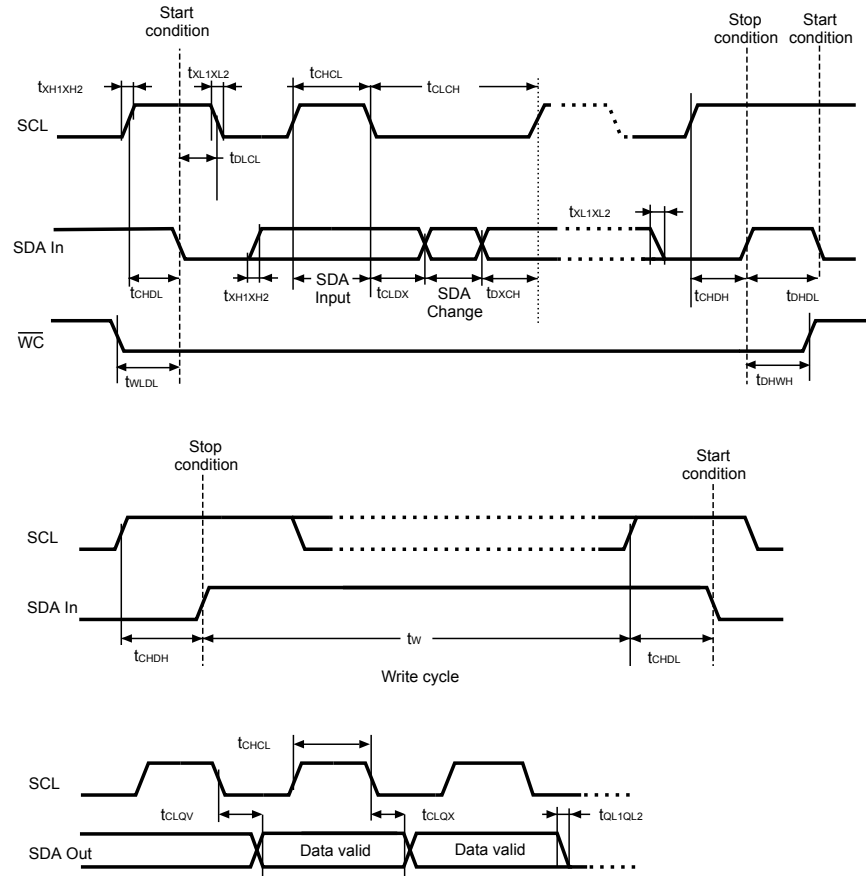 Start
condition
Stop
condition
Start
condition
tXH1XH2
tXL1XL2
tCHCL
tCLCH
SCL
tDLCL
tXL1XL2
SDA In
tCHDL
tXH1XH2
SDA
Input
tCLDX
SDA
Change
tDXCH
tCHDH
tDHDL
WC
tWLDL
tDHWH
Stop
condition
Start
condition
SCL
SDA In
tCHDH
tW
tCHDL
Write cycle
tCHCL
SCL
tCLQV
tCLQX
tQL1QL2
SDA Out
Data valid
Data valid